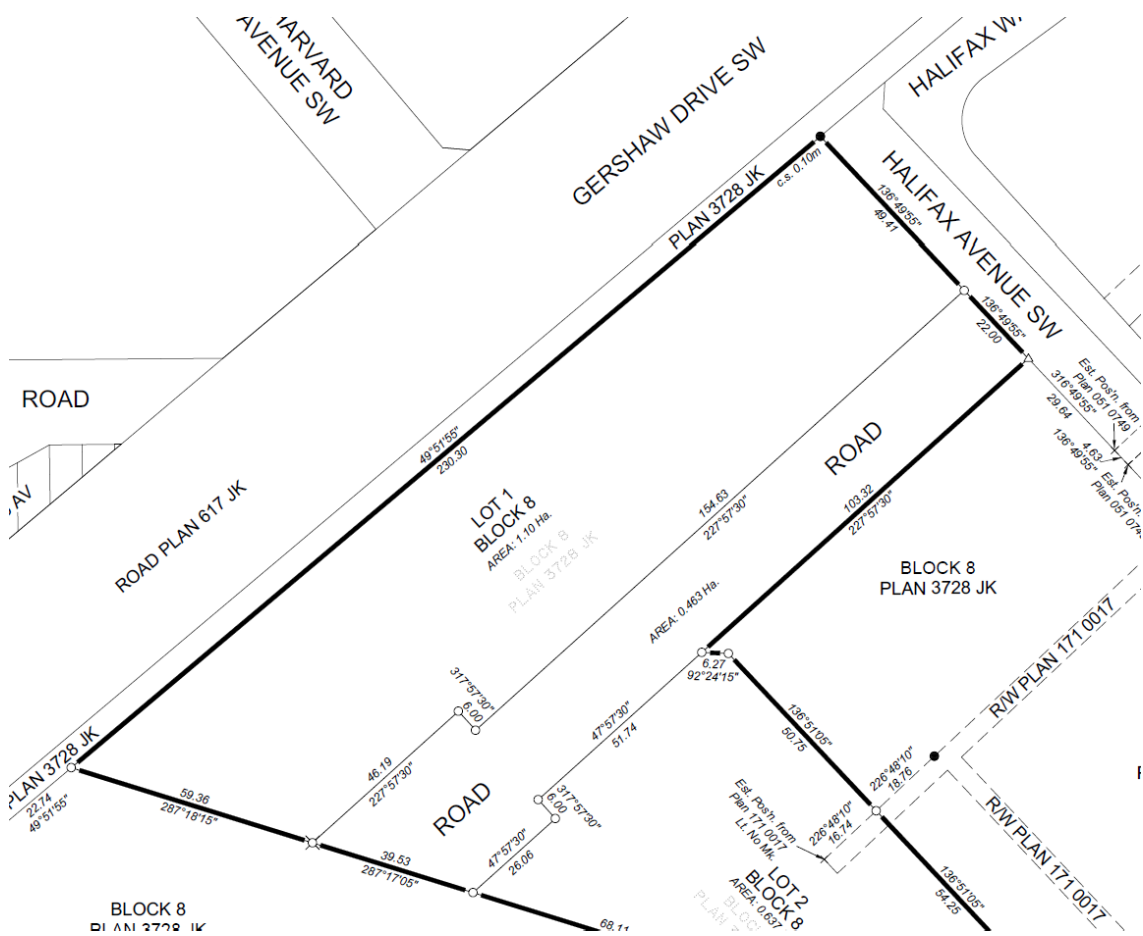 HARVARD
AVENUE SW
GERSHAW DRIVE SW
HALIFAX
HALIFAX AVENUE SW
PLAN 3728 JK
c.s. 0.10m
136°49'55"
49.41
136°49'55"
22.00
Est. Pos'n. from
Plan 051 0749
316°49'55"
29.64
4.63
136°49'55"
Est. Pos'n.
Plan 051
ROAD
AV
49°51'55"
230.30
ROAD PLAN 617 JK
LOT 1
BLOCK 8
AREA: 1.10 Ha.
BLOCK 8
PLAN 3728 JK
154.63
227°57'30"
ROAD
103.32
227°57'30"
BLOCK 8
PLAN 3728 JK
AREA: 0.463 Ha.
6.27
92°24'15"
317°57'30"
6.00
47°57'30"
51.74
136°51'05"
50.75
R/W PLAN 171 0017
PLAN 3728 JK
22.74
49°51'55"
59.36
287°18'15"
46.19
227°57'30"
ROAD
317°57'30"
6.00
47°57'30"
26.06
226°48'10"
18.76
226°48'10"
16.74
Est. Pos'n. from
Plan 171 0017
Lt. No Mk.
R/W PLAN 171 0017
39.53
287°17'05"
LOT 2
BLOCK 8
AREA: 0.637
136°51'05"
54.25
68.11
BLOCK 8
PLAN 3728 JK